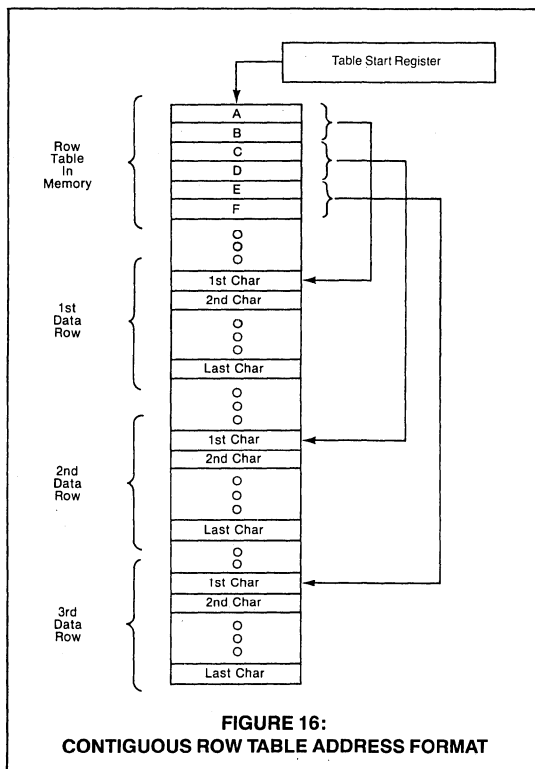 Table Start Register
Row
Table
In
Memory
A
B
C
D
E
F
1st
Data
Row
1st Char
2nd Char
Last Char
2nd
Data
Row
1st Char
2nd Char
Last Char
3rd
Data
Row
1st Char
2nd Char
Last Char
FIGURE 16:
CONTIGUOUS ROW TABLE ADDRESS FORMAT